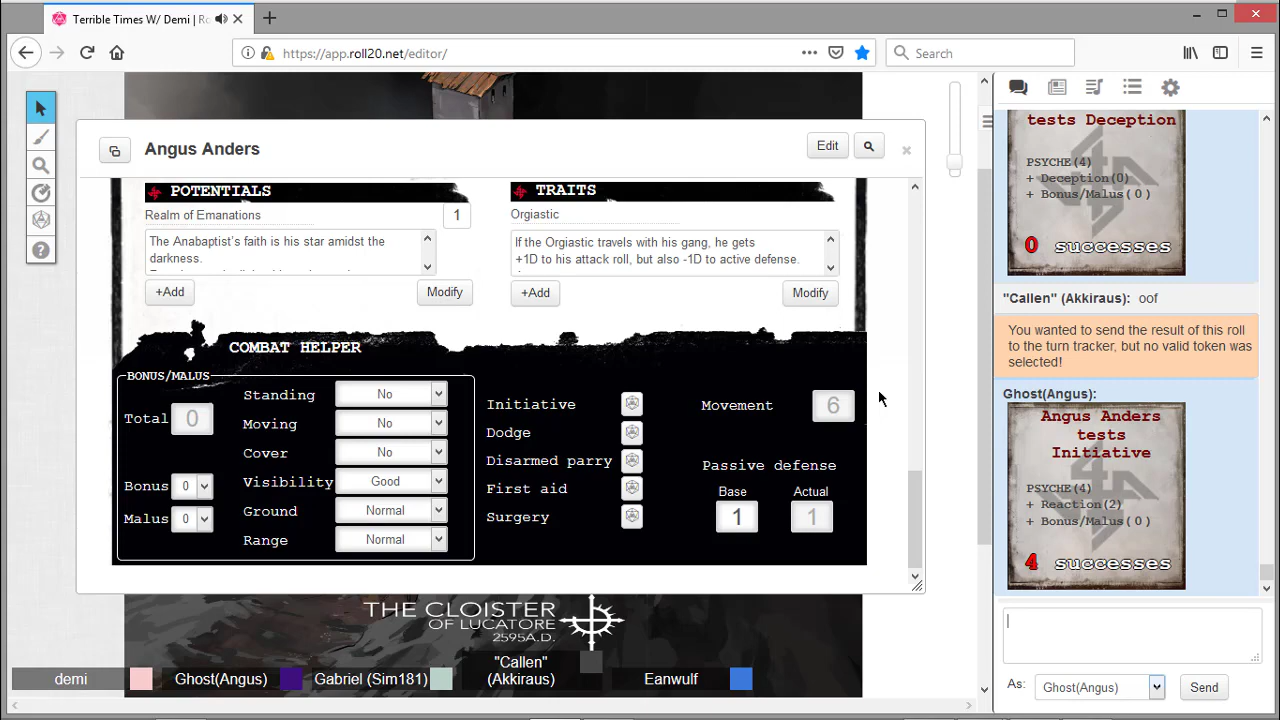 Terrible Times W/ Demi | Ro
https://app.roll20.net/editor/
Search
Angus Anders
Edit
POTENTIALS
Realm of Emanations
1
The Anabaptist's faith is his star amidst the
darkness.
+Add
Modify
TRAITS
Orgiastic
If the Orgiastic travels with his gang, he gets
+1D to his attack roll, but also -1D to active defense.
+Add
Modify
COMBAT HELPER
BONUS/MALUS
Total 0
Bonus 0
Malus 0
Standing No
Moving No
Cover No
Visibility Good
Ground Normal
Range Normal
Initiative
Dodge
Disarmed parry
First aid
Surgery
Movement 6
Passive defense
Base Actual
1 1
THE CLOISTER
OF LUCATORE
2595A.D.
demi
Ghost(Angus)
Gabriel (Sim181)
"Callen"
(Akkiraus)
Eanwulf
tests Deception
PSYCHE(4)
+ Deception(0)
+ Bonus/Malus( 0 )
0 successes
"Callen" (Akkiraus): oof
You wanted to send the result of this roll
to the turn tracker, but no valid token was
selected!
Ghost(Angus):
Angus Anders
tests
Initiative
PSYCHE(4)
+ Reaction(2)
+ Bonus/Malus( 0 )
4 successes
As: Ghost(Angus) Send